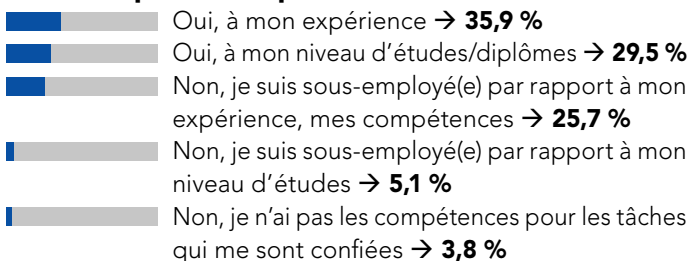 Oui, à mon expérience → 35,9 %
Oui, à mon niveau d'études/diplômes → 29,5 %
Non, je suis sous-employé(e) par rapport à mon
expérience, mes compétences → 25,7 %
Non, je suis sous-employé(e) par rapport à mon
niveau d'études → 5,1 %
Non, je n'ai pas les compétences pour les tâches
qui me sont confiées → 3,8 %